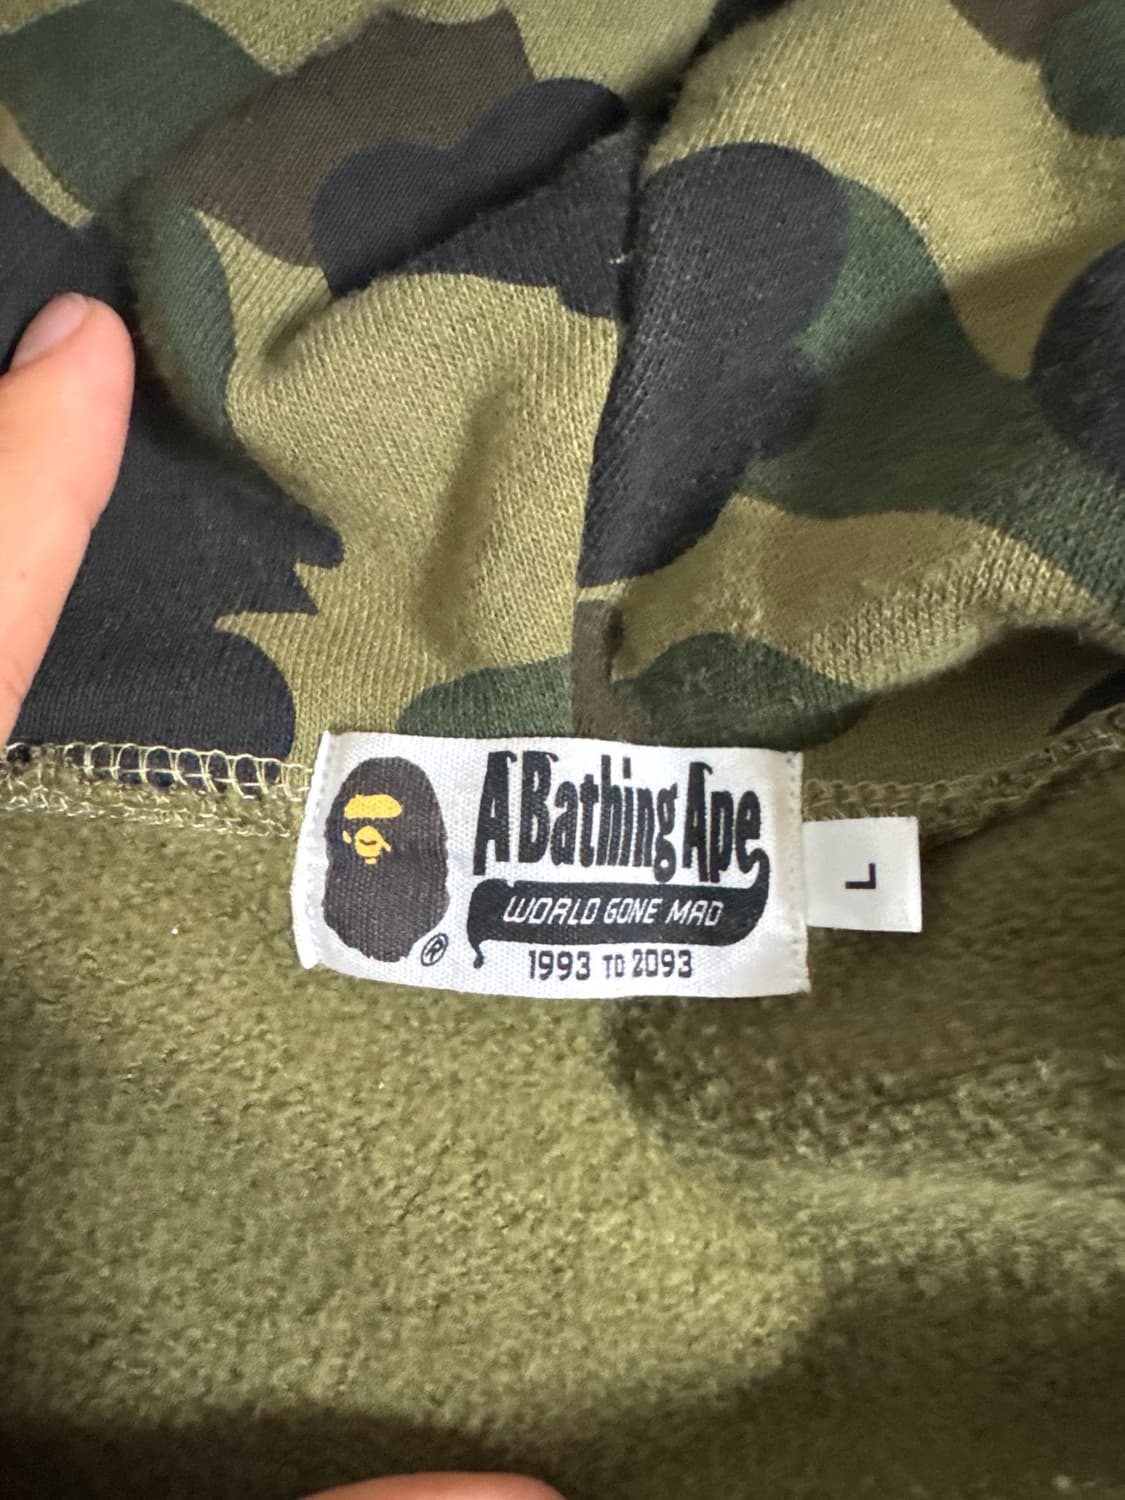 A Bathing Ape
WORLD GONE MAD
1993 TO 2093
®
L